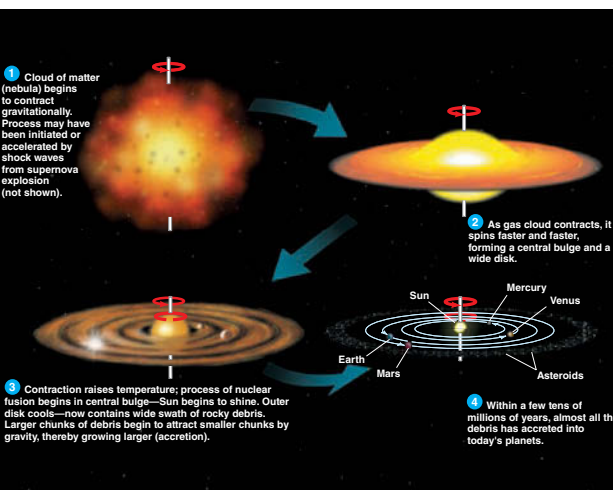 1 Cloud of matter
(nebula) begins
to contract
gravitationally.
Process may have
been initiated or
accelerated by
shock waves
from supernova
explosion
(not shown).
2 As gas cloud contracts, it
spins faster and faster,
forming a central bulge and a
wide disk.
3 Contraction raises temperature; process of nuclear
fusion begins in central bulge—Sun begins to shine. Outer
disk cools—now contains wide swath of rocky debris.
Larger chunks of debris begin to attract smaller chunks by
gravity, thereby growing larger (accretion).
Sun
Mercury
Venus
Earth
Mars
Asteroids
4 Within a few tens of
millions of years, almost all th
debris has accreted into
today's planets.